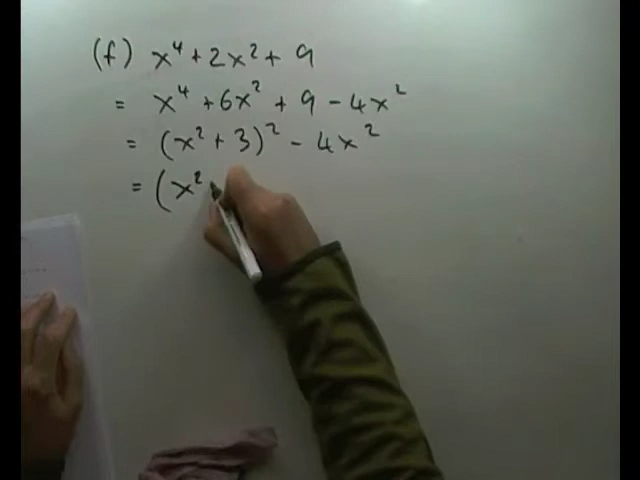 (f) x⁴ + 2x² + 9
= x⁴ + 6x² + 9 - 4x²
= (x² + 3)² - 4x²
= (x²